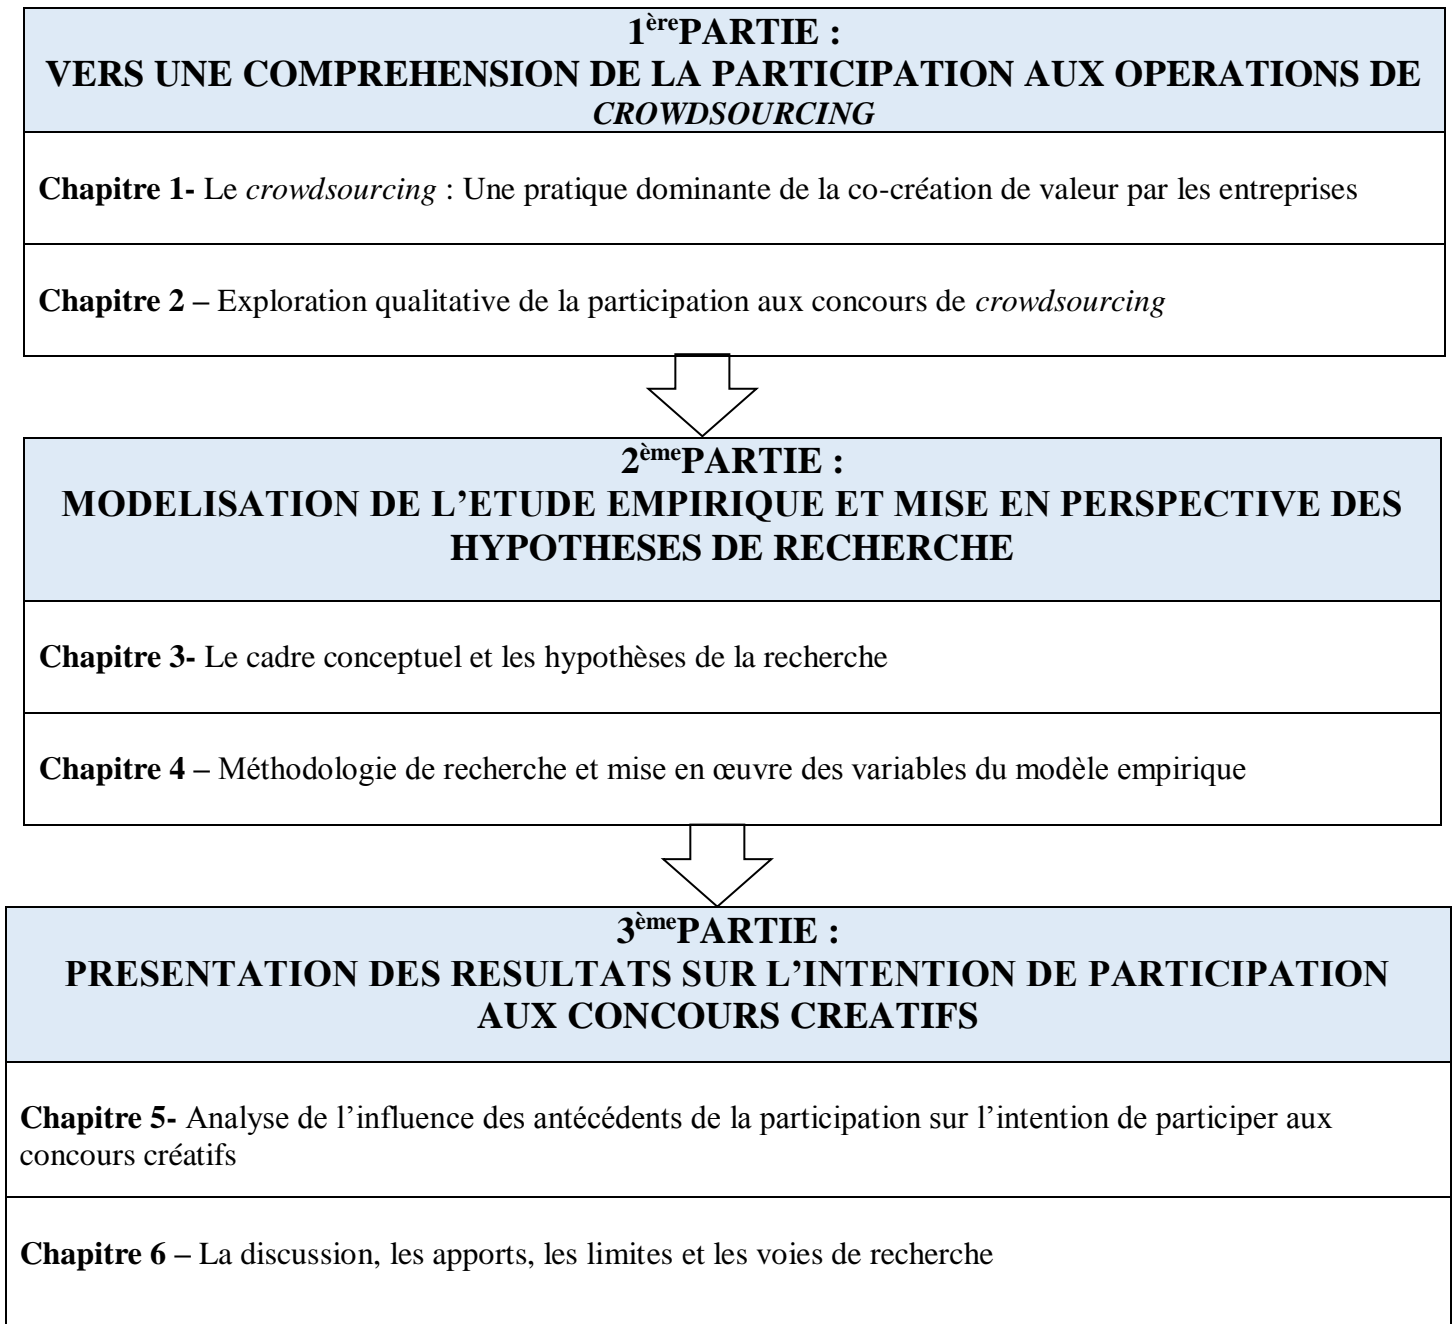 1èrePARTIE :
VERS UNE COMPREHENSION DE LA PARTICIPATION AUX OPERATIONS DE
CROWDSOURCING
Chapitre 1- Le crowdsourcing : Une pratique dominante de la co-création de valeur par les entreprises
Chapitre 2 – Exploration qualitative de la participation aux concours de crowdsourcing
2èmePARTIE :
MODELISATION DE L’ETUDE EMPIRIQUE ET MISE EN PERSPECTIVE DES
HYPOTHESES DE RECHERCHE
Chapitre 3- Le cadre conceptuel et les hypothèses de la recherche
Chapitre 4 – Méthodologie de recherche et mise en œuvre des variables du modèle empirique
3èmePARTIE :
PRESENTATION DES RESULTATS SUR L’INTENTION DE PARTICIPATION
AUX CONCOURS CREATIFS
Chapitre 5- Analyse de l’influence des antécédents de la participation sur l’intention de participer aux
concours créatifs
Chapitre 6 – La discussion, les apports, les limites et les voies de recherche